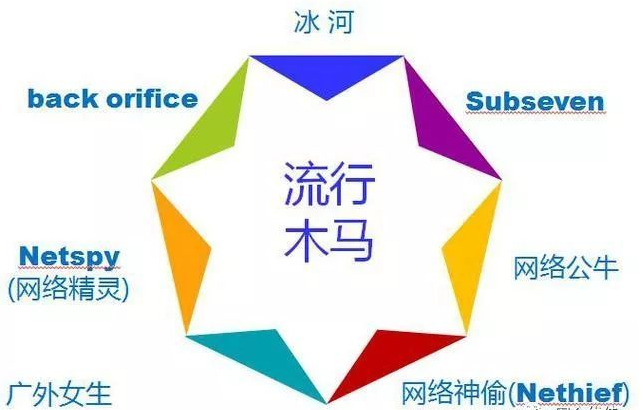 冰河
back orifice
Subseven
流行
木马
Netspy
(网络精灵)
网络公牛
广外女生
网络神偷(Nethief)